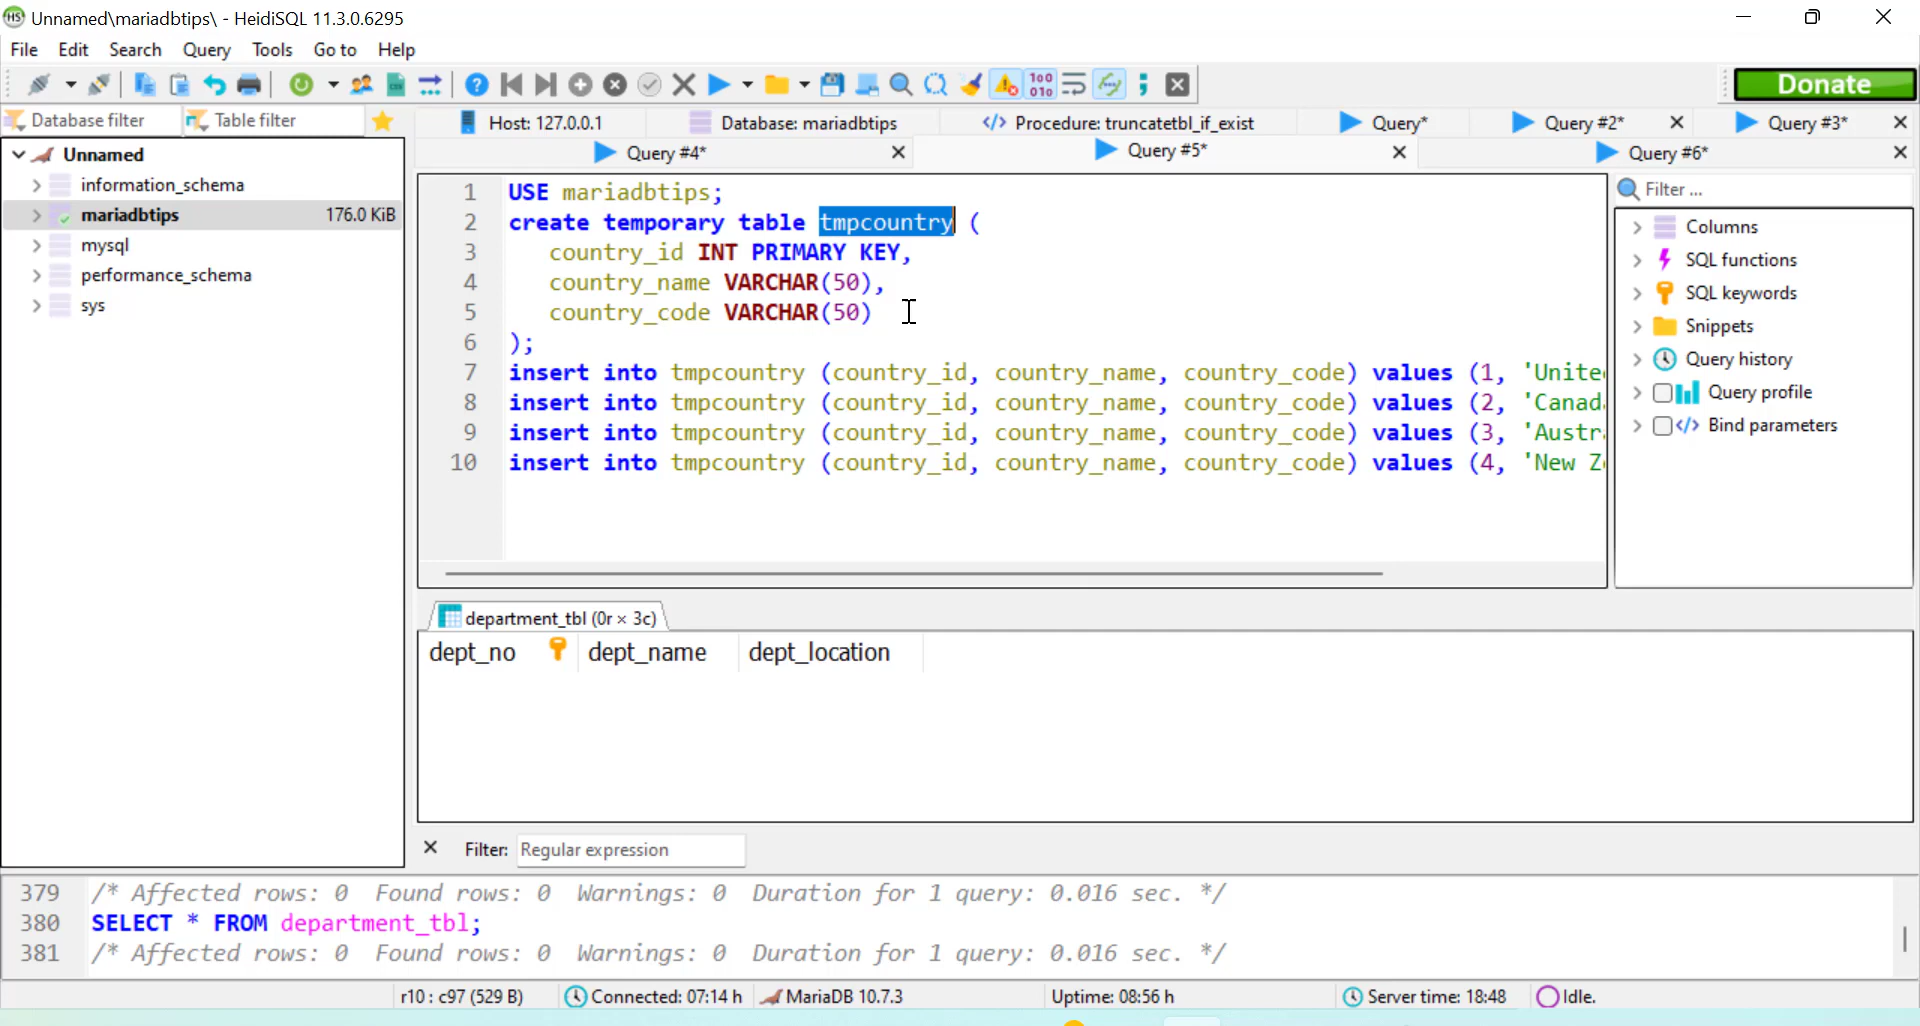 HS Unnamed\mariadbtips\ - HeidiSQL 11.3.0.6295
File Edit Search Query Tools Go to Help
Donate
Database filter Table filter
Host: 127.0.0.1 Database: mariadbtips Procedure: truncatetbl_if_exist Query* Query #2* Query #3*
Query #4* Query #5* Query #6*
Unnamed
information_schema
mariadbtips 176.0 KiB
mysql
performance_schema
sys
1 USE mariadbtips;
2 create temporary table tmpcountry (
3 country_id INT PRIMARY KEY,
4 country_name VARCHAR(50),
5 country_code VARCHAR(50)
6 );
7 insert into tmpcountry (country_id, country_name, country_code) values (1, 'Unite
8 insert into tmpcountry (country_id, country_name, country_code) values (2, 'Canad
9 insert into tmpcountry (country_id, country_name, country_code) values (3, 'Austr
10 insert into tmpcountry (country_id, country_name, country_code) values (4, 'New Z
Filter ...
Columns
SQL functions
SQL keywords
Snippets
Query history
Query profile
Bind parameters
department_tbl (0r × 3c)
dept_no dept_name dept_location
Filter: Regular expression
379 /* Affected rows: 0 Found rows: 0 Warnings: 0 Duration for 1 query: 0.016 sec. */
380 SELECT * FROM department_tbl;
381 /* Affected rows: 0 Found rows: 0 Warnings: 0 Duration for 1 query: 0.016 sec. */
r10 : c97 (529 B) Connected: 07:14 h MariaDB 10.7.3 Uptime: 08:56 h Server time: 18:48 Idle.